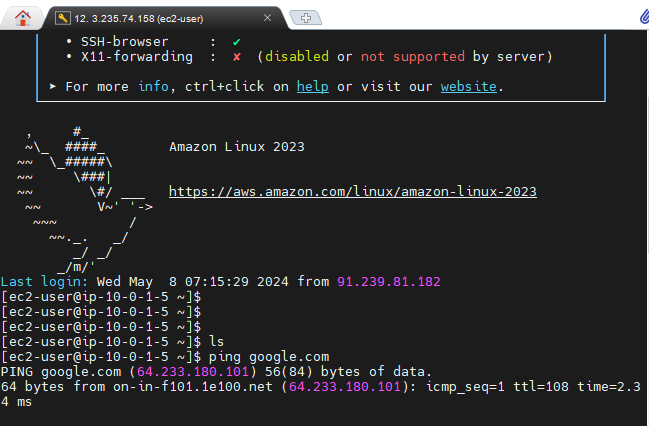 12. 3.235.74.158 (ec2-user)
• SSH-browser : ✔
• X11-forwarding : ✘ (disabled or not supported by server)
➤ For more info, ctrl+click on help or visit our website.
   ,     #_
   ~\_  ####_        Amazon Linux 2023
  ~~  \_#####\
  ~~     \###|
  ~~       \#/ ___   https://aws.amazon.com/linux/amazon-linux-2023
   ~~       V~' '->
    ~~~         /
      ~~._.   _/
         _/ _/
       _/m/'
Last login: Wed May  8 07:15:29 2024 from 91.239.81.182
[ec2-user@ip-10-0-1-5 ~]$
[ec2-user@ip-10-0-1-5 ~]$
[ec2-user@ip-10-0-1-5 ~]$
[ec2-user@ip-10-0-1-5 ~]$ ls
[ec2-user@ip-10-0-1-5 ~]$ ping google.com
PING google.com (64.233.180.101) 56(84) bytes of data.
64 bytes from on-in-f101.1e100.net (64.233.180.101): icmp_seq=1 ttl=108 time=2.3
4 ms